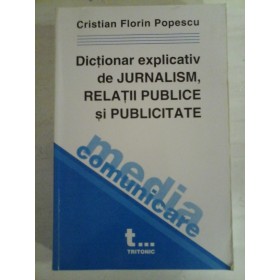 Cristian Florin Popescu
Dicționar explicativ
de JURNALISM,
RELAȚII PUBLICE
și PUBLICITATE
media
comunicare
t...
TRITONIC